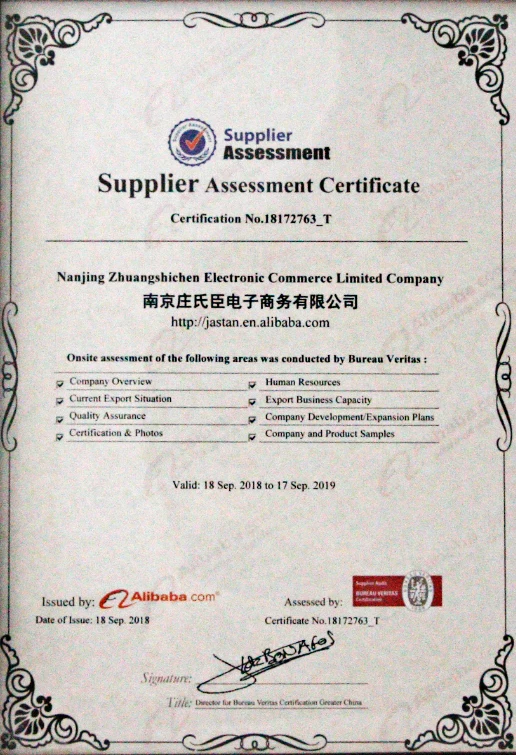 Supplier Assessment
Supplier
Assessment
Supplier Assessment Certificate
Certification No.18172763_T
Nanjing Zhuangshichen Electronic Commerce Limited Company
南京庄氏臣电子商务有限公司
http://jastan.en.alibaba.com
Onsite assessment of the following areas was conducted by Bureau Veritas :
Company Overview
Human Resources
Current Export Situation
Export Business Capacity
Quality Assurance
Company Development/Expansion Plans
Certification & Photos
Company and Product Samples
Valid: 18 Sep. 2018 to 17 Sep. 2019
Issued by: Alibaba.com®
Assessed by:
Supplier Audit
BUREAU VERITAS
Certification
Date of Issue: 18 Sep. 2018
Certificate No.18172763_T
Signature:
Title: Director for Bureau Veritas Certification Greater China